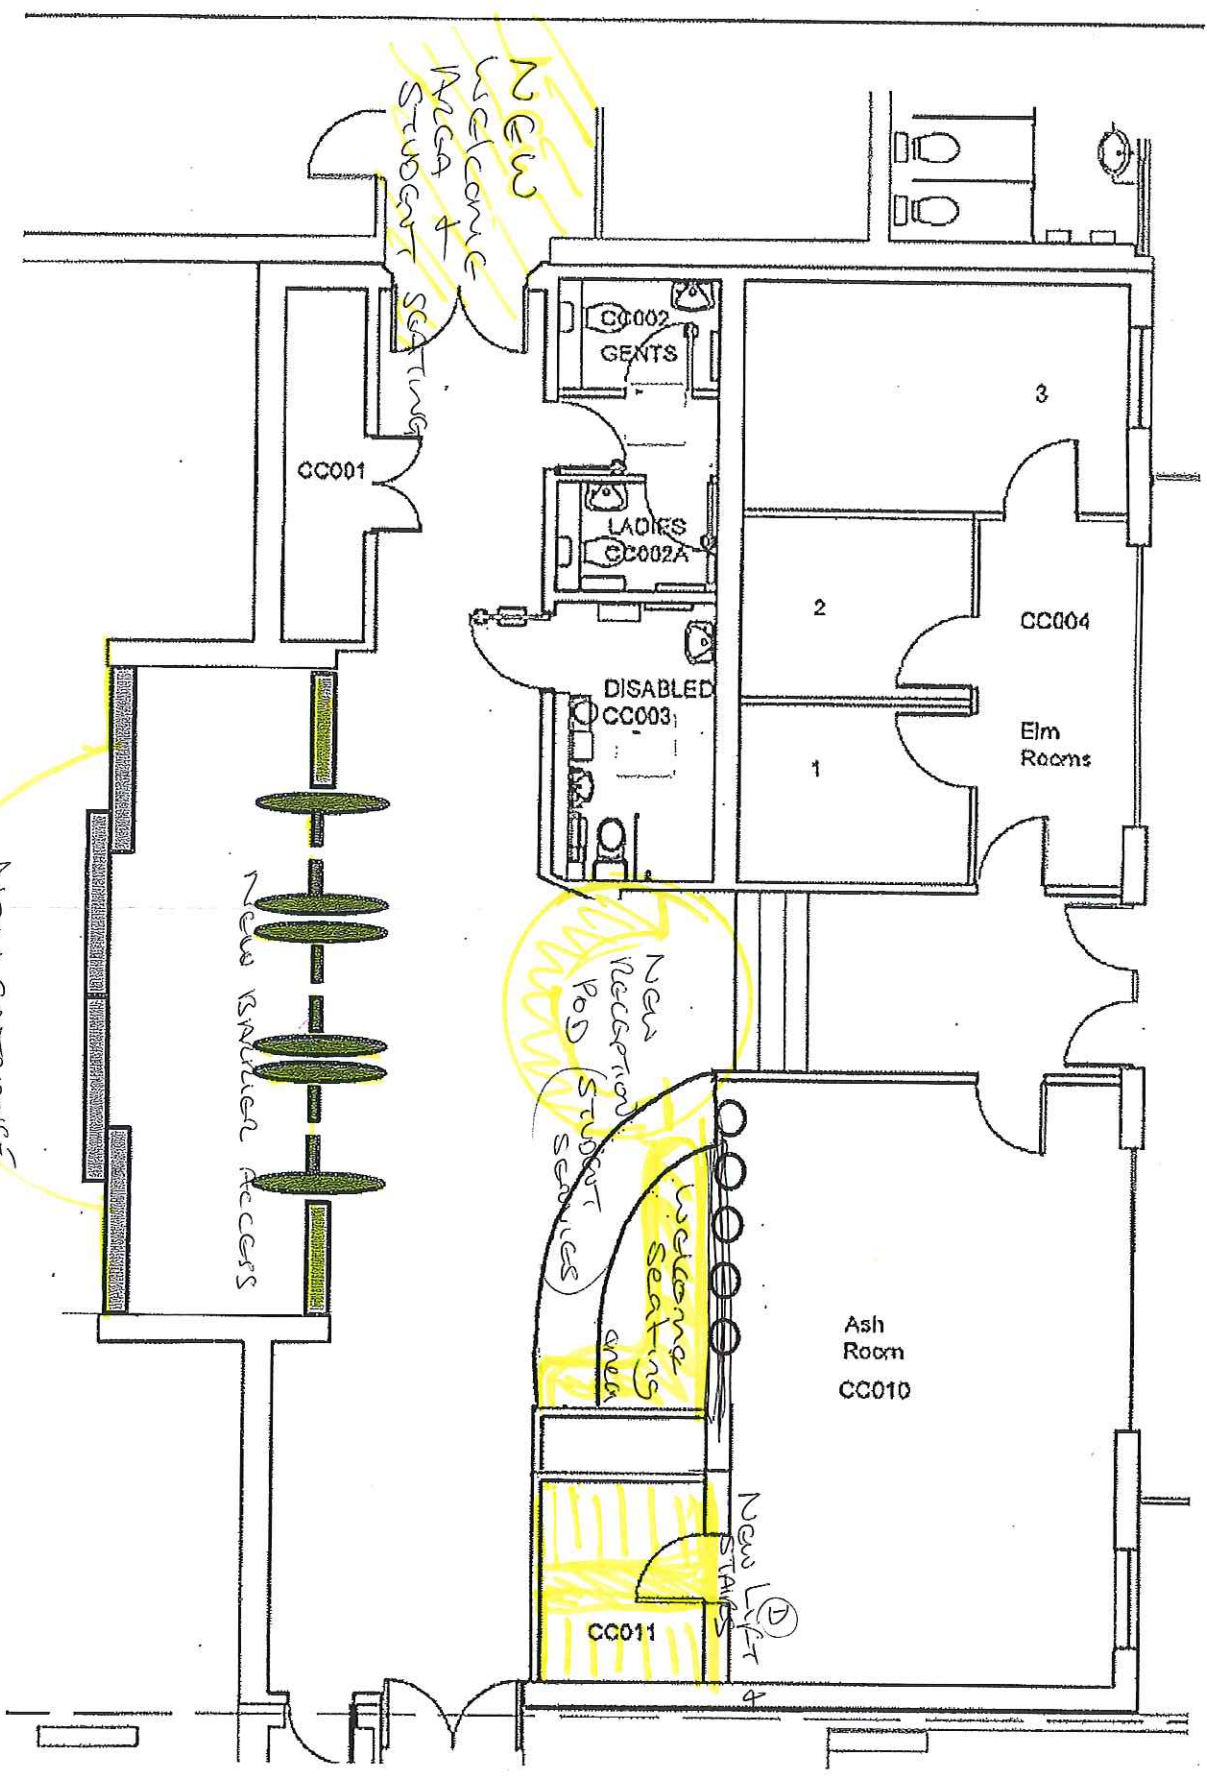 NEW
WELCOME
AREA &
STUDENT
SEATING
CC002
GENTS
3
CC001
LADIES
CC002A
2
CC004
DISABLED
CC003
Elm
Rooms
1
NEW BARRIER ACCESS
NEW
RECEPTION
POD
STUDENT
SERVICES
Welcome
Seating
area
Ash
Room
CC010
NEW LIFT &
STAIRS
D
CC011